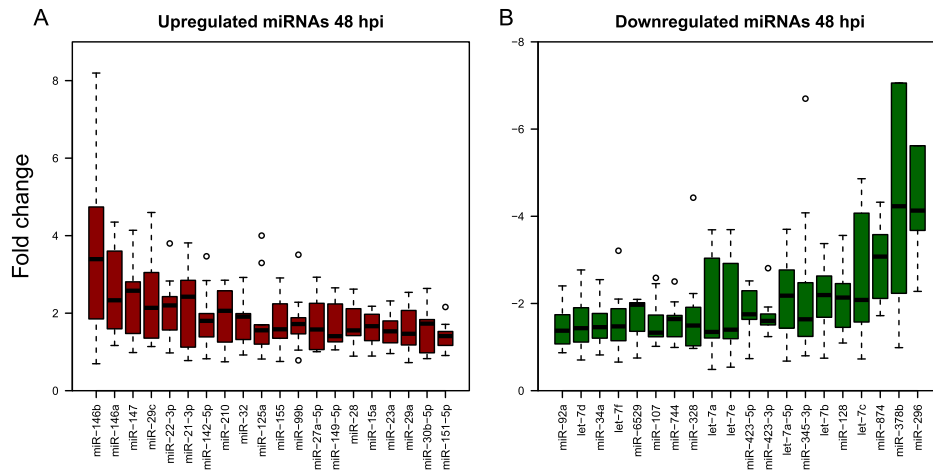 A
Upregulated miRNAs 48 hpi
B
Downregulated miRNAs 48 hpi
Fold change
8
6
4
2
0
miR−146b
miR−146a
miR−147
miR−29c
miR−22−3p
miR−21−3p
miR−142−5p
miR−210
miR−32
miR−125a
miR−155
miR−99b
miR−27a−5p
miR−149−5p
miR−28
miR−15a
miR−23a
miR−29a
miR−30b−5p
miR−151−5p
−8
−6
−4
−2
0
miR−92a
let−7d
miR−34a
let−7f
miR−6529
miR−107
miR−744
miR−328
let−7a
let−7e
miR−423−5p
miR−423−3p
let−7a−5p
miR−345−3p
let−7b
miR−128
let−7c
miR−874
miR−378b
miR−296